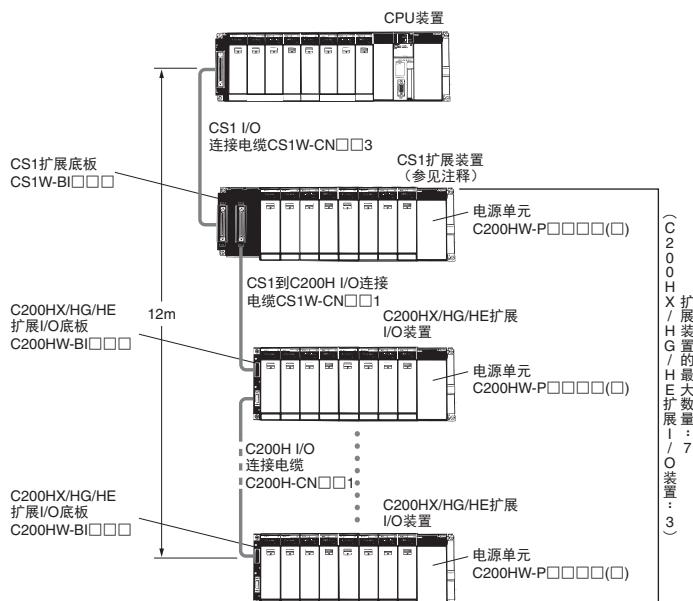 CPU装置
CS1 I/O
连接电缆CS1W-CN□□3
CS1扩展底板
CS1W-BI□□□
CS1扩展装置
（参见注释）
电源单元
C200HW-P□□□□(□)
CS1到C200H I/O连接
电缆CS1W-CN□□1
12m
C200HX/HG/HE
扩展I/O底板
C200HW-BI□□□
C200HX/HG/HE扩展
I/O装置
电源单元
C200HW-P□□□□(□)
C200H I/O
连接电缆
C200H-CN□□1
C200HX/HG/HE
扩展I/O底板
C200HW-BI□□□
C200HX/HG/HE扩展
I/O装置
电源单元
C200HW-P□□□□(□)
扩展装置的最大数量：7
（C200HX/HG/HE扩展I/O装置：3）